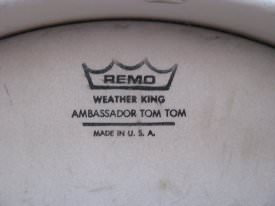 REMO
WEATHER KING
AMBASSADOR TOM TOM
MADE IN U. S. A.